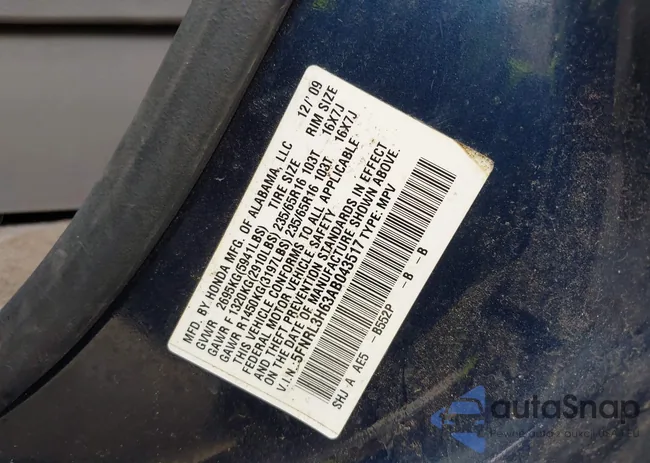 MFD. BY HONDA MFG. OF ALABAMA, LLC 12/'09
GVWR 2695KG(5941LBS) TIRE SIZE RIM SIZE
GAWR F 1320KG(2910LBS) 235/65R16 103T 16X7J
GAWR R1450KG(3197LBS) 235/65R16 103T 16X7J
THIS VEHICLE CONFORMS TO ALL APPLICABLE
FEDERAL MOTOR VEHICLE SAFETY
AND THEFT PREVENTION STANDARDS IN EFFECT
ON THE DATE OF MANUFACTURE SHOWN ABOVE.
V.I.N.:5FNRL3H63AB043517 TYPE: MPV
SHJ A AE5 -B552P -B -B
autoSnap